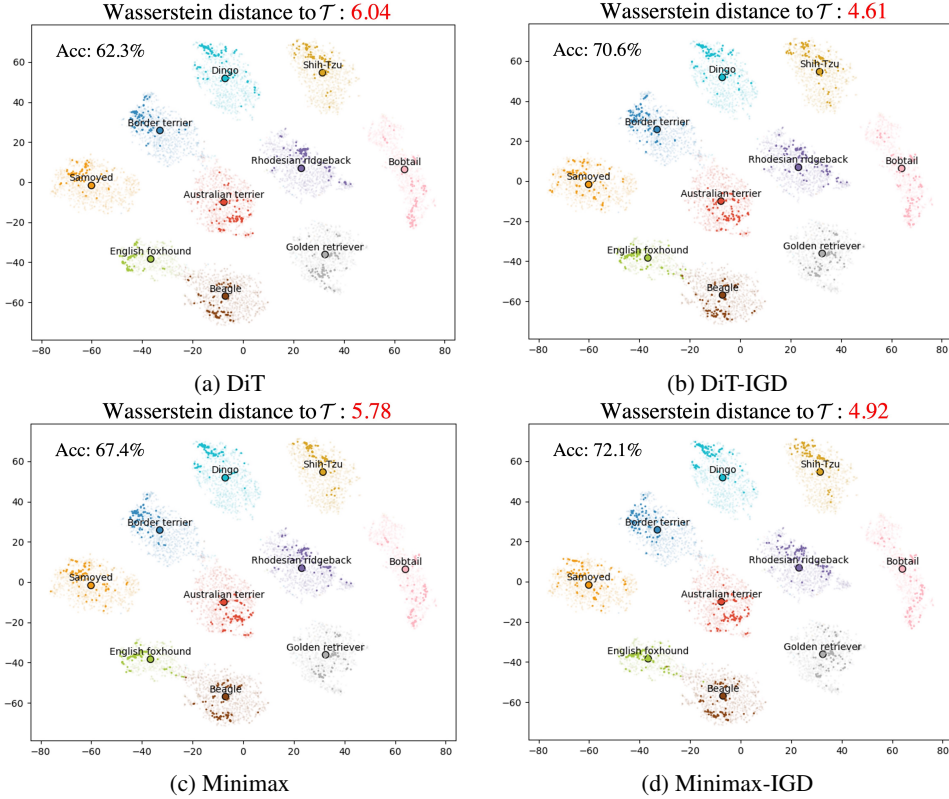 Wasserstein distance to 𝒯 : 6.04
Acc: 62.3%
60
40
20
0
−20
−40
−60
−80
−60
−40
−20
0
20
40
60
80
Dingo
Shih-Tzu
Border terrier
Rhodesian ridgeback
Bobtail
Samoyed
Australian terrier
English foxhound
Golden retriever
Beagle
(a) DiT
Wasserstein distance to 𝒯 : 4.61
Acc: 70.6%
60
40
20
0
−20
−40
−60
−80
−60
−40
−20
0
20
40
60
80
Dingo
Shih-Tzu
Border terrier
Rhodesian ridgeback
Bobtail
Samoyed
Australian terrier
English foxhound
Golden retriever
Beagle
(b) DiT-IGD
Wasserstein distance to 𝒯 : 5.78
Acc: 67.4%
60
40
20
0
−20
−40
−60
−80
−60
−40
−20
0
20
40
60
80
Dingo
Shih-Tzu
Border terrier
Rhodesian ridgeback
Bobtail
Samoyed
Australian terrier
English foxhound
Golden retriever
Beagle
(c) Minimax
Wasserstein distance to 𝒯 : 4.92
Acc: 72.1%
60
40
20
0
−20
−40
−60
−80
−60
−40
−20
0
20
40
60
80
Dingo
Shih-Tzu
Border terrier
Rhodesian ridgeback
Bobtail
Samoyed
Australian terrier
English foxhound
Golden retriever
Beagle
(d) Minimax-IGD